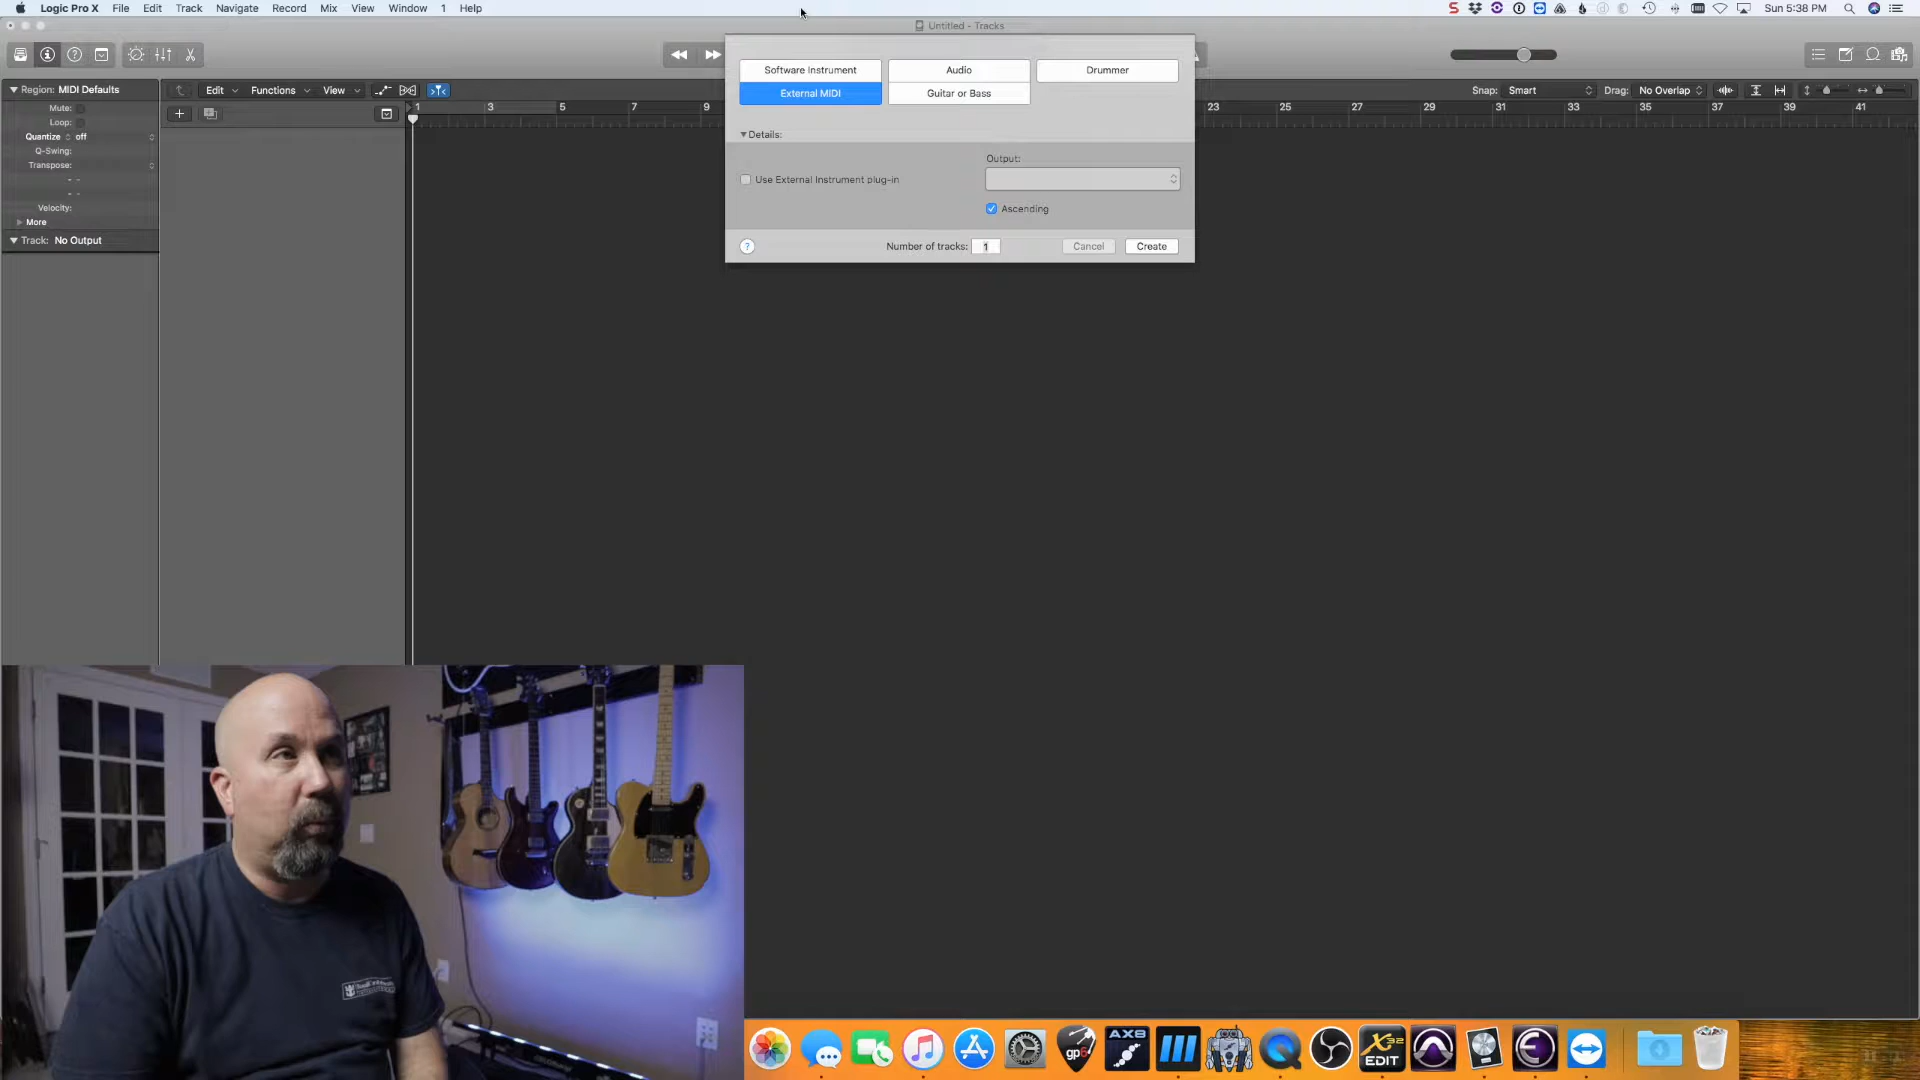 Logic Pro X File Edit Track Navigate Record Mix View Window 1 Help
Sun 5:38 PM
Untitled - Tracks
Region: MIDI Defaults
Mute:
Loop:
Quantize off
Q-Swing:
Transpose:
Velocity:
More
Track: No Output
Edit Functions View
Snap: Smart Drag: No Overlap
1 3 5 7 9 23 25 27 29 31 33 35 37 39 41
Software Instrument Audio Drummer
External MIDI Guitar or Bass
Details:
Output:
Use External Instrument plug-in
Ascending
? Number of tracks: 1 Cancel Create
gp6
AX8
X32
EDIT